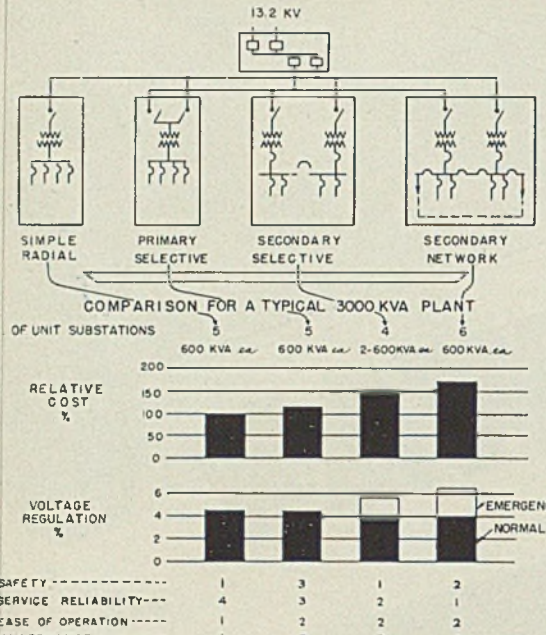 13.2 KV
SIMPLE RADIAL
PRIMARY SELECTIVE
SECONDARY SELECTIVE
SECONDARY NETWORK
COMPARISON FOR A TYPICAL 3000 KVA PLANT
OF UNIT SUBSTATIONS 5 5 4 6
600 KVA ea 600 KVA ea 2-600KVA ea 600 KVA ea
RELATIVE COST %
200
150
100
50
0
VOLTAGE REGULATION %
6
4
2
0
EMERGEN
NORMAL
SAFETY 1 3 1 2
SERVICE RELIABILITY 4 3 2 1
EASE OF OPERATION 1 2 2 2